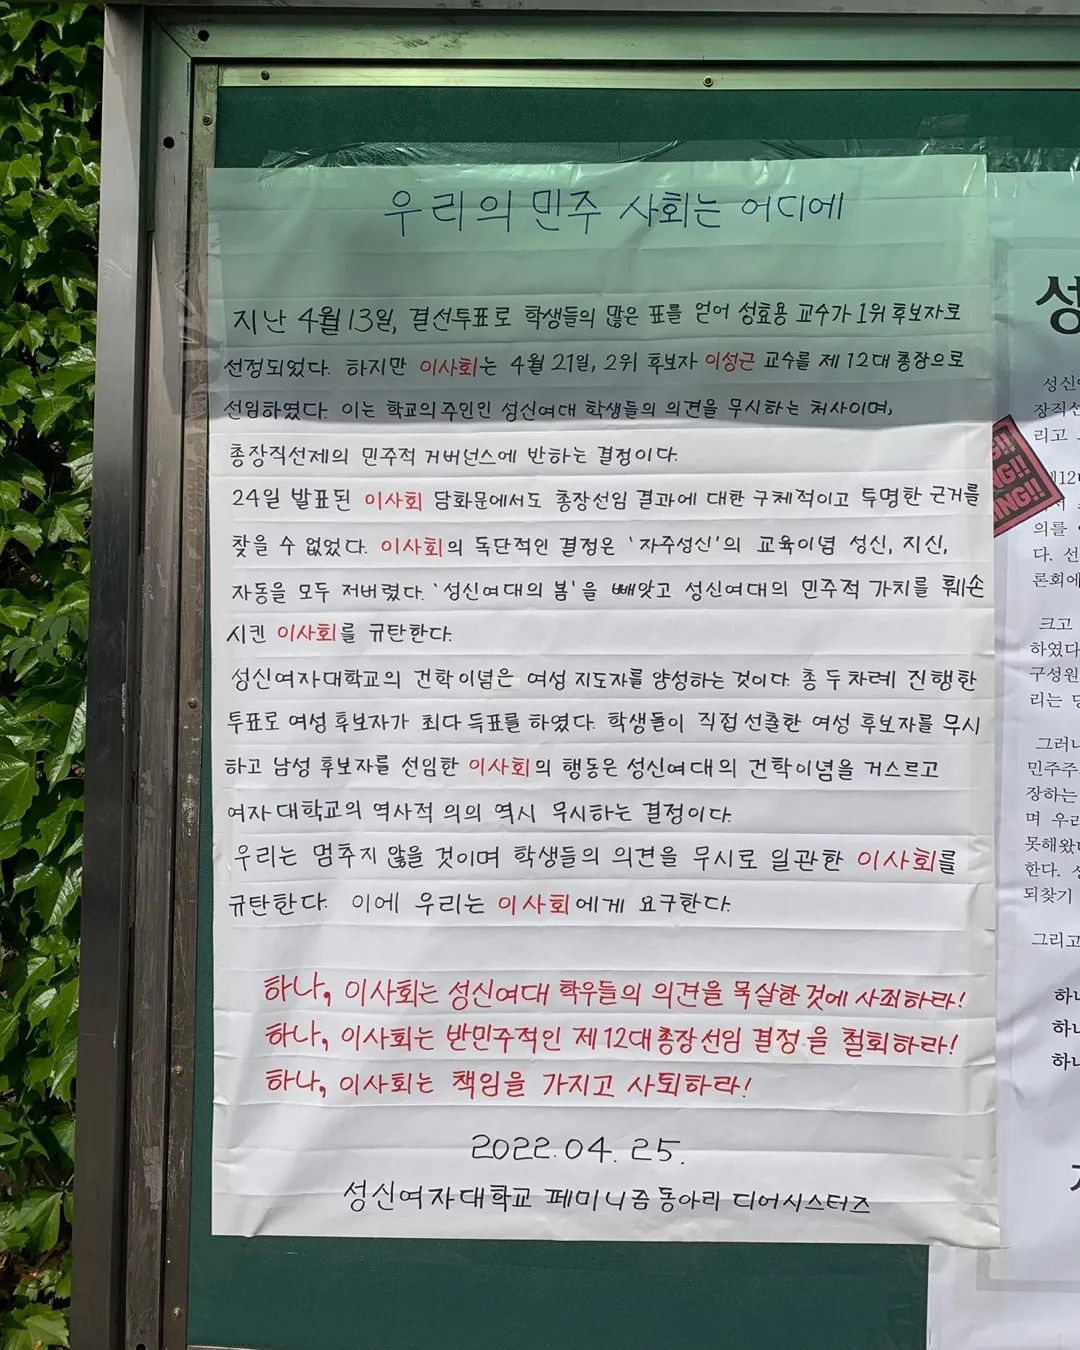 우리의 민주 사회는 어디에
지난 4월 13일, 결선투표로 학생들의 많은 표를 얻어 성효용 교수가 1위 후보자로
선정되었다. 하지만 이사회는 4월 21일, 2위 후보자 이성근 교수를 제 12대 총장으로
선임하였다. 이는 학교의 주인인 성신여대 학생들의 의견을 무시하는 처사이며,
총장직선제의 민주적 거버넌스에 반하는 결정이다.
24일 발표된 이사회 담화문에서도 총장선임 결과에 대한 구체적이고 투명한 근거를
찾을 수 없었다. 이사회의 독단적인 결정은 '자주성신'의 교육이념 성신, 지신,
자동을 모두 저버렸다. '성신여대의 봄'을 빼앗고 성신여대의 민주적 가치를 훼손
시킨 이사회를 규탄한다.
성신여자대학교의 건학이념은 여성 지도자를 양성하는 것이다. 총 두 차례 진행한
투표로 여성 후보자가 최다 득표를 하였다. 학생들이 직접 선출한 여성 후보자를 무시
하고 남성 후보자를 선임한 이사회의 행동은 성신여대의 건학이념을 거스르고
여자대학교의 역사적 의의 역시 무시하는 결정이다.
우리는 멈추지 않을 것이며 학생들의 의견을 무시로 일관한 이사회를
규탄한다. 이에 우리는 이사회에게 요구한다.
하나, 이사회는 성신여대 학우들의 의견을 묵살한 것에 사죄하라!
하나, 이사회는 반민주적인 제12대 총장선임 결정을 철회하라!
하나, 이사회는 책임을 가지고 사퇴하라!
2022.04.25.
성신여자대학교 페미니즘동아리 디어시스터즈
성
장직선
리고
의를
다. 선
론회에
크고
하였다
구성원
리는
그러나
민주주
장하는
며 우리
못해왔
한다.
되찾기
그리고